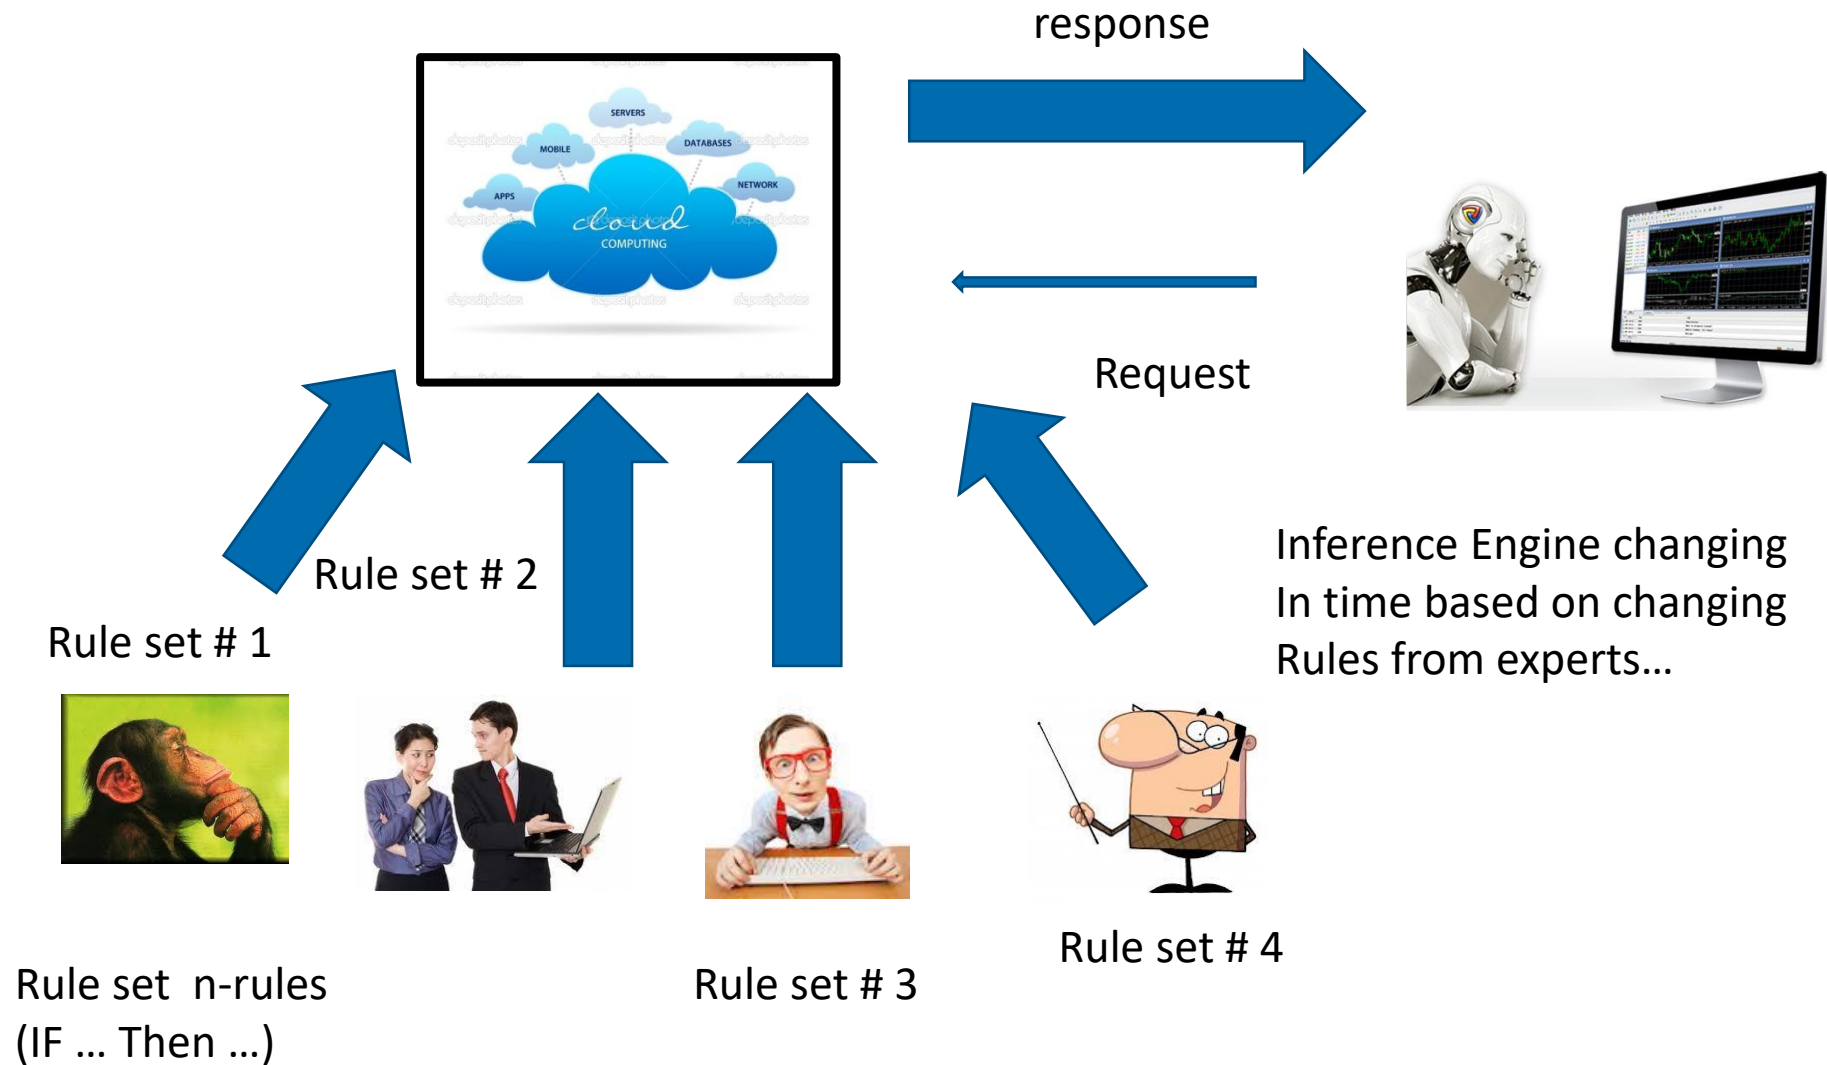 response
SERVERS
MOBILE
DATABASES
APPS
NETWORK
cloud
COMPUTING
depositphotos
Request
Rule set # 2
Rule set # 1
Inference Engine changing
In time based on changing
Rules from experts…
Rule set # 4
Rule set  n-rules
(IF … Then …)
Rule set # 3